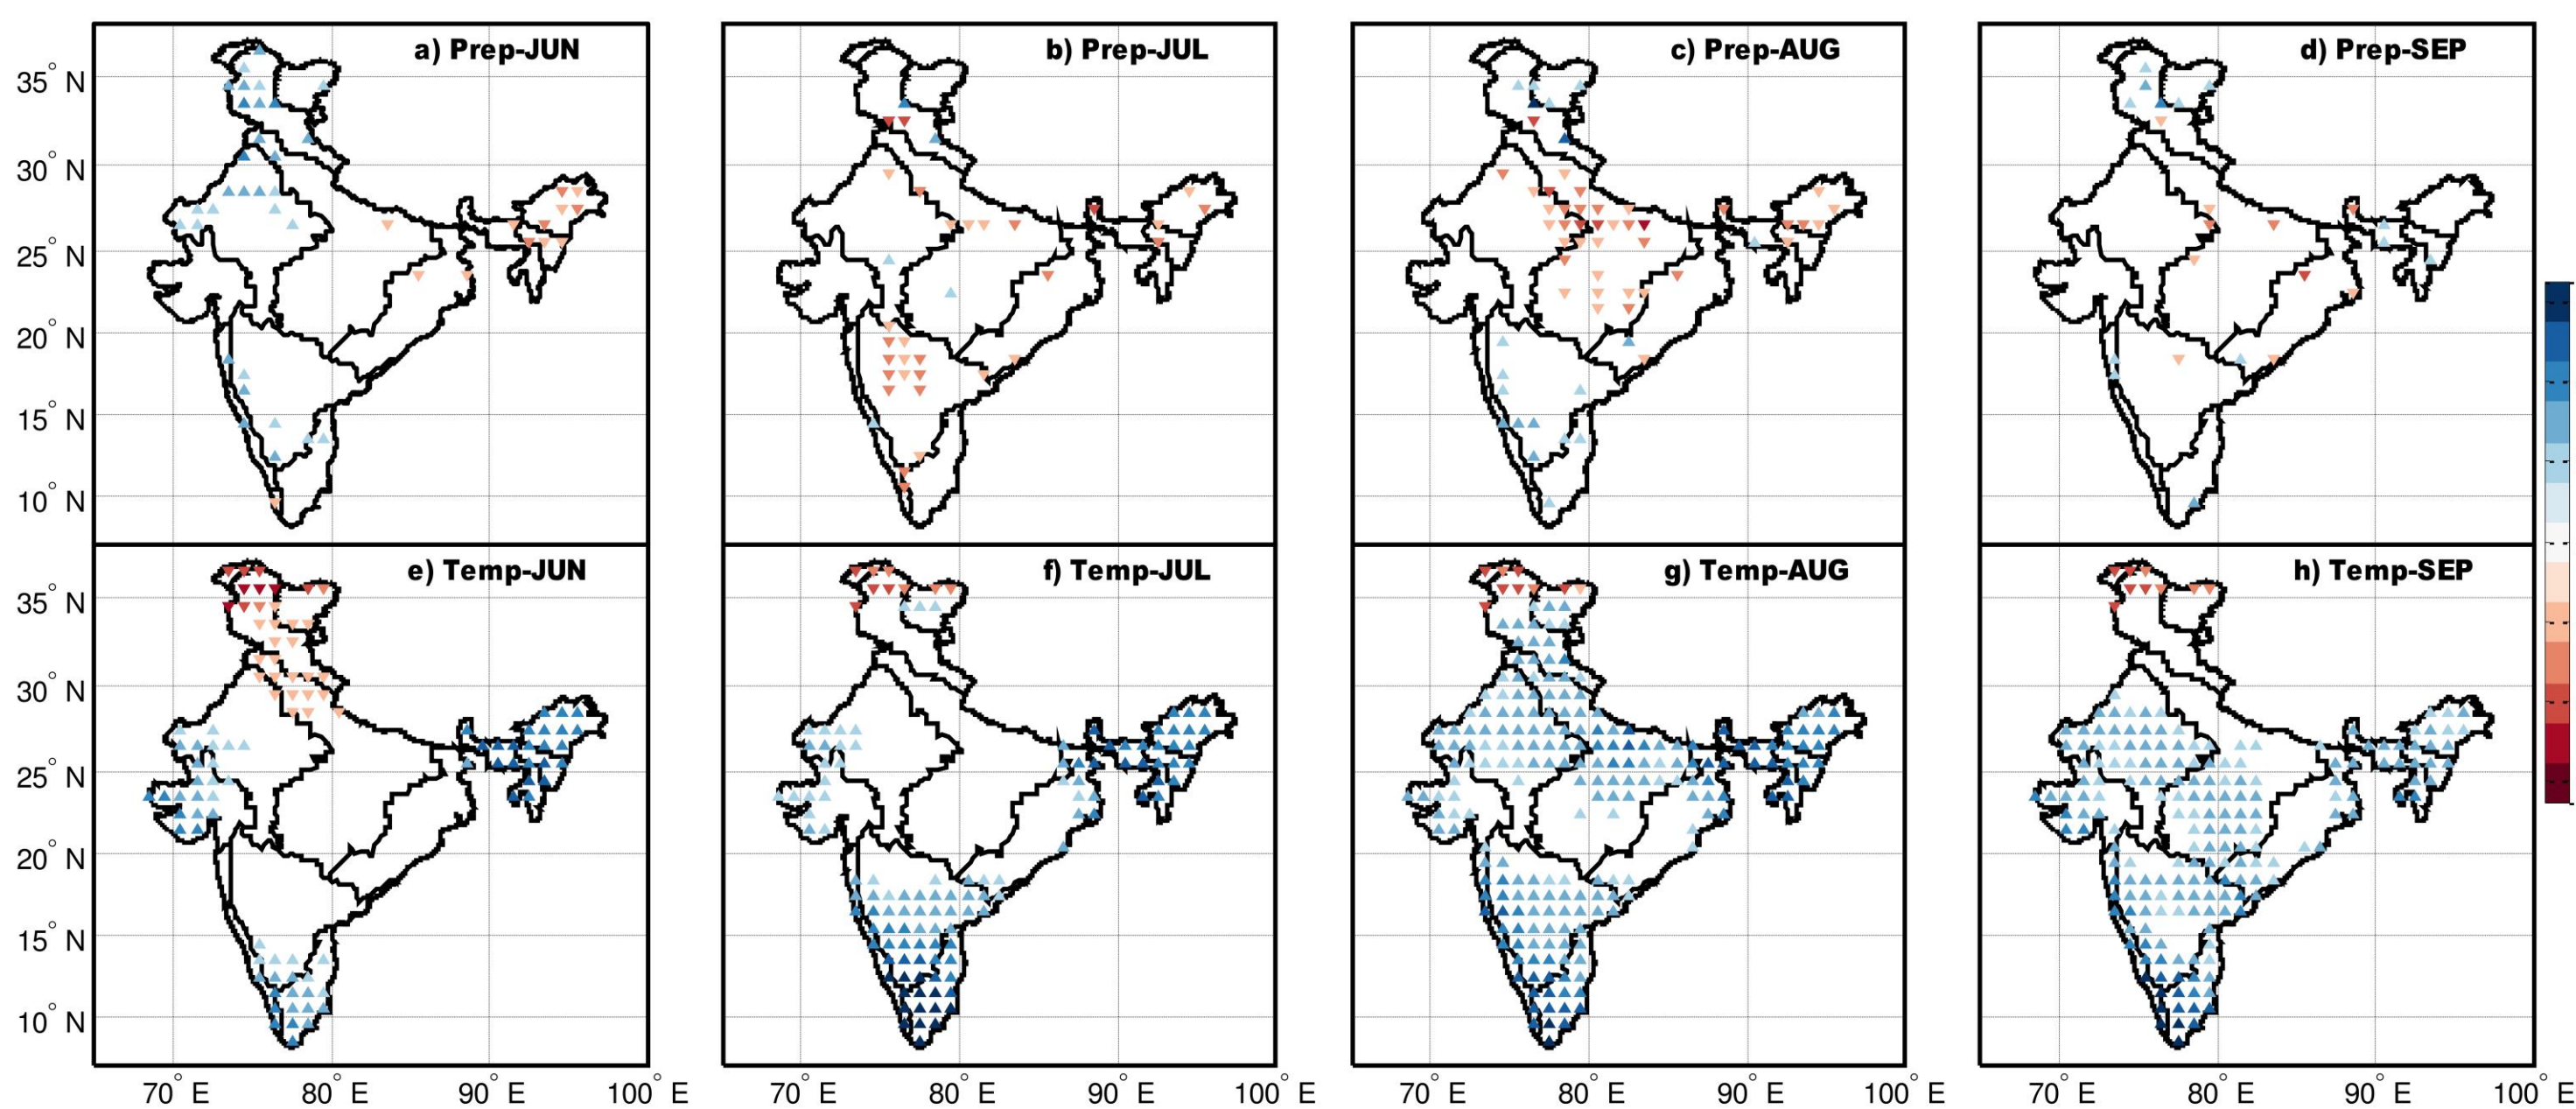 a) Prep-JUN
b) Prep-JUL
c) Prep-AUG
d) Prep-SEP
35° N
30° N
25° N
20° N
15° N
10° N
e) Temp-JUN
f) Temp-JUL
g) Temp-AUG
h) Temp-SEP
35° N
30° N
25° N
20° N
15° N
10° N
70° E 80° E 90° E 100° E
70° E 80° E 90° E 100° E
70° E 80° E 90° E 100° E
70° E 80° E 90° E 100° E